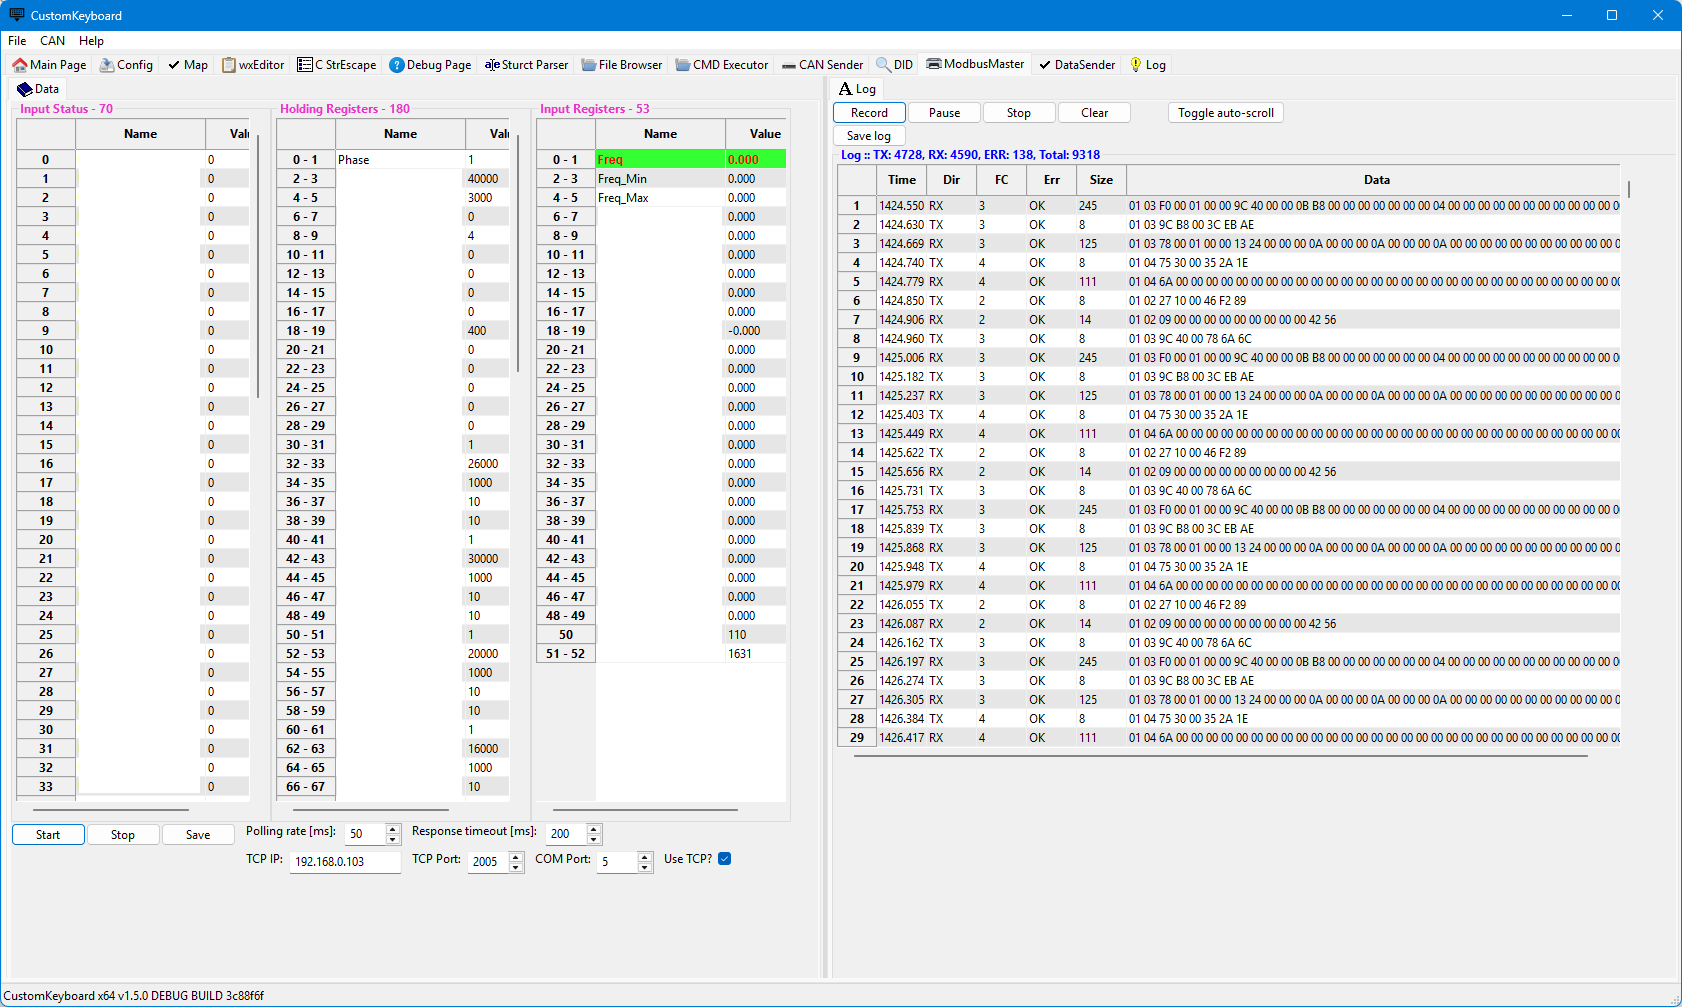 CustomKeyboard
File CAN Help
Main Page Config Map wxEditor C StrEscape Debug Page Sturct Parser File Browser CMD Executor CAN Sender DID ModbusMaster DataSender Log
Data
Input Status - 70
Name Valu
0 0
1 0
2 0
3 0
4 0
5 0
6 0
7 0
8 0
9 0
10 0
11 0
12 0
13 0
14 0
15 0
16 0
17 0
18 0
19 0
20 0
21 0
22 0
23 0
24 0
25 0
26 0
27 0
28 0
29 0
30 0
31 0
32 0
33 0
Holding Registers - 180
Name Valu
0 - 1 Phase 1
2 - 3 40000
4 - 5 3000
6 - 7 0
8 - 9 4
10 - 11 0
12 - 13 0
14 - 15 0
16 - 17 0
18 - 19 400
20 - 21 0
22 - 23 0
24 - 25 0
26 - 27 0
28 - 29 0
30 - 31 1
32 - 33 26000
34 - 35 1000
36 - 37 10
38 - 39 10
40 - 41 1
42 - 43 30000
44 - 45 1000
46 - 47 10
48 - 49 10
50 - 51 1
52 - 53 20000
54 - 55 1000
56 - 57 10
58 - 59 10
60 - 61 1
62 - 63 16000
64 - 65 1000
66 - 67 10
Input Registers - 53
Name Value
0 - 1 Freq 0.000
2 - 3 Freq_Min 0.000
4 - 5 Freq_Max 0.000
6 - 7 0.000
8 - 9 0.000
10 - 11 0.000
12 - 13 0.000
14 - 15 0.000
16 - 17 0.000
18 - 19 -0.000
20 - 21 0.000
22 - 23 0.000
24 - 25 0.000
26 - 27 0.000
28 - 29 0.000
30 - 31 0.000
32 - 33 0.000
34 - 35 0.000
36 - 37 0.000
38 - 39 0.000
40 - 41 0.000
42 - 43 0.000
44 - 45 0.000
46 - 47 0.000
48 - 49 0.000
50 110
51 - 52 1631
Start Stop Save Polling rate [ms]: 50 Response timeout [ms]: 200
TCP IP: 192.168.0.103 TCP Port: 2005 COM Port: 5 Use TCP?
Log
Record Pause Stop Clear Toggle auto-scroll
Save log
Log :: TX: 4728, RX: 4590, ERR: 138, Total: 9318
Time Dir FC Err Size Data
1 1424.550 RX 3 OK 245 01 03 F0 00 01 00 00 9C 40 00 00 0B B8 00 00 00 00 00 00 00 04 00 00 00 00 00 00 00 00 00 00 00 00 0
2 1424.630 TX 3 OK 8 01 03 9C B8 00 3C EB AE
3 1424.669 RX 3 OK 125 01 03 78 00 01 00 00 13 24 00 00 00 0A 00 00 00 0A 00 00 00 0A 00 00 00 00 00 00 00 00 00 00 00 00 0
4 1424.740 TX 4 OK 8 01 04 75 30 00 35 2A 1E
5 1424.779 RX 4 OK 111 01 04 6A 00 00 00 00 00 00 00 00 00 00 00 00 00 00 00 00 00 00 00 00 00 00 00 00 00 00 00 00 00 00 00
6 1424.850 TX 2 OK 8 01 02 27 10 00 46 F2 89
7 1424.906 RX 2 OK 14 01 02 09 00 00 00 00 00 00 00 00 00 42 56
8 1424.960 TX 3 OK 8 01 03 9C 40 00 78 6A 6C
9 1425.006 RX 3 OK 245 01 03 F0 00 01 00 00 9C 40 00 00 0B B8 00 00 00 00 00 00 00 04 00 00 00 00 00 00 00 00 00 00 00 00 0
10 1425.182 TX 3 OK 8 01 03 9C B8 00 3C EB AE
11 1425.237 RX 3 OK 125 01 03 78 00 01 00 00 13 24 00 00 00 0A 00 00 00 0A 00 00 00 0A 00 00 00 00 00 00 00 00 00 00 00 00 0
12 1425.403 TX 4 OK 8 01 04 75 30 00 35 2A 1E
13 1425.449 RX 4 OK 111 01 04 6A 00 00 00 00 00 00 00 00 00 00 00 00 00 00 00 00 00 00 00 00 00 00 00 00 00 00 00 00 00 00 00
14 1425.622 TX 2 OK 8 01 02 27 10 00 46 F2 89
15 1425.656 RX 2 OK 14 01 02 09 00 00 00 00 00 00 00 00 00 42 56
16 1425.731 TX 3 OK 8 01 03 9C 40 00 78 6A 6C
17 1425.753 RX 3 OK 245 01 03 F0 00 01 00 00 9C 40 00 00 0B B8 00 00 00 00 00 00 00 04 00 00 00 00 00 00 00 00 00 00 00 00 0
18 1425.839 TX 3 OK 8 01 03 9C B8 00 3C EB AE
19 1425.868 RX 3 OK 125 01 03 78 00 01 00 00 13 24 00 00 00 0A 00 00 00 0A 00 00 00 0A 00 00 00 00 00 00 00 00 00 00 00 00 0
20 1425.948 TX 4 OK 8 01 04 75 30 00 35 2A 1E
21 1425.979 RX 4 OK 111 01 04 6A 00 00 00 00 00 00 00 00 00 00 00 00 00 00 00 00 00 00 00 00 00 00 00 00 00 00 00 00 00 00 00
22 1426.055 TX 2 OK 8 01 02 27 10 00 46 F2 89
23 1426.087 RX 2 OK 14 01 02 09 00 00 00 00 00 00 00 00 00 42 56
24 1426.162 TX 3 OK 8 01 03 9C 40 00 78 6A 6C
25 1426.197 RX 3 OK 245 01 03 F0 00 01 00 00 9C 40 00 00 0B B8 00 00 00 00 00 00 00 04 00 00 00 00 00 00 00 00 00 00 00 00 0
26 1426.274 TX 3 OK 8 01 03 9C B8 00 3C EB AE
27 1426.305 RX 3 OK 125 01 03 78 00 01 00 00 13 24 00 00 00 0A 00 00 00 0A 00 00 00 0A 00 00 00 00 00 00 00 00 00 00 00 00 0
28 1426.384 TX 4 OK 8 01 04 75 30 00 35 2A 1E
29 1426.417 RX 4 OK 111 01 04 6A 00 00 00 00 00 00 00 00 00 00 00 00 00 00 00 00 00 00 00 00 00 00 00 00 00 00 00 00 00 00 00
CustomKeyboard x64 v1.5.0 DEBUG BUILD 3c88f6f